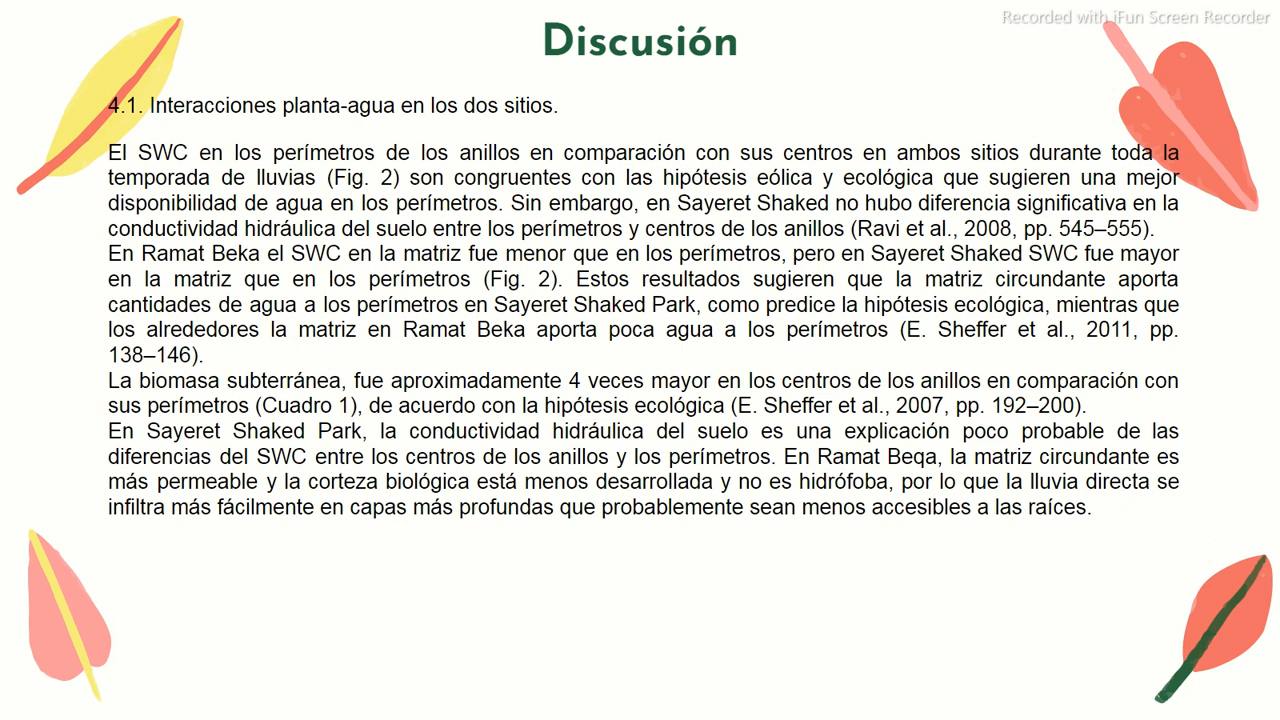 Recorded with iFun Screen Recorder
Discusión
4.1. Interacciones planta-agua en los dos sitios.
El SWC en los perímetros de los anillos en comparación con sus centros en ambos sitios durante toda la
temporada de lluvias (Fig. 2) son congruentes con las hipótesis eólica y ecológica que sugieren una mejor
disponibilidad de agua en los perímetros. Sin embargo, en Sayeret Shaked no hubo diferencia significativa en la
conductividad hidráulica del suelo entre los perímetros y centros de los anillos (Ravi et al., 2008, pp. 545–555).
En Ramat Beka el SWC en la matriz fue menor que en los perímetros, pero en Sayeret Shaked SWC fue mayor
en la matriz que en los perímetros (Fig. 2). Estos resultados sugieren que la matriz circundante aporta
cantidades de agua a los perímetros en Sayeret Shaked Park, como predice la hipótesis ecológica, mientras que
los alrededores la matriz en Ramat Beka aporta poca agua a los perímetros (E. Sheffer et al., 2011, pp.
138–146).
La biomasa subterránea, fue aproximadamente 4 veces mayor en los centros de los anillos en comparación con
sus perímetros (Cuadro 1), de acuerdo con la hipótesis ecológica (E. Sheffer et al., 2007, pp. 192–200).
En Sayeret Shaked Park, la conductividad hidráulica del suelo es una explicación poco probable de las
diferencias del SWC entre los centros de los anillos y los perímetros. En Ramat Beqa, la matriz circundante es
más permeable y la corteza biológica está menos desarrollada y no es hidrófoba, por lo que la lluvia directa se
infiltra más fácilmente en capas más profundas que probablemente sean menos accesibles a las raíces.